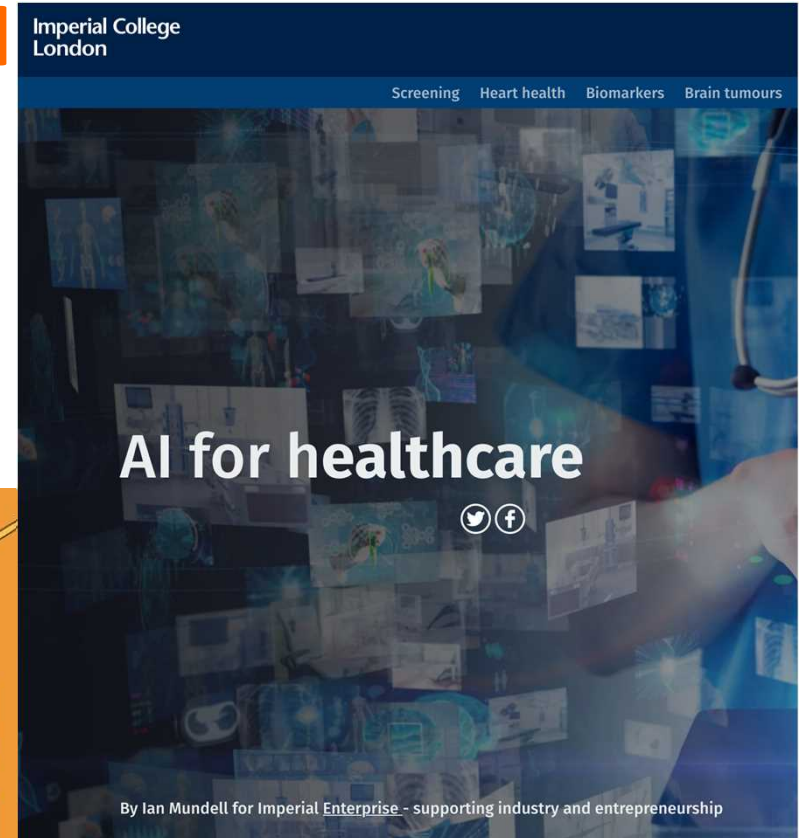 Imperial College
London
Screening Heart health Biomarkers Brain tumours
AI for healthcare
By Ian Mundell for Imperial Enterprise - supporting industry and entrepreneurship